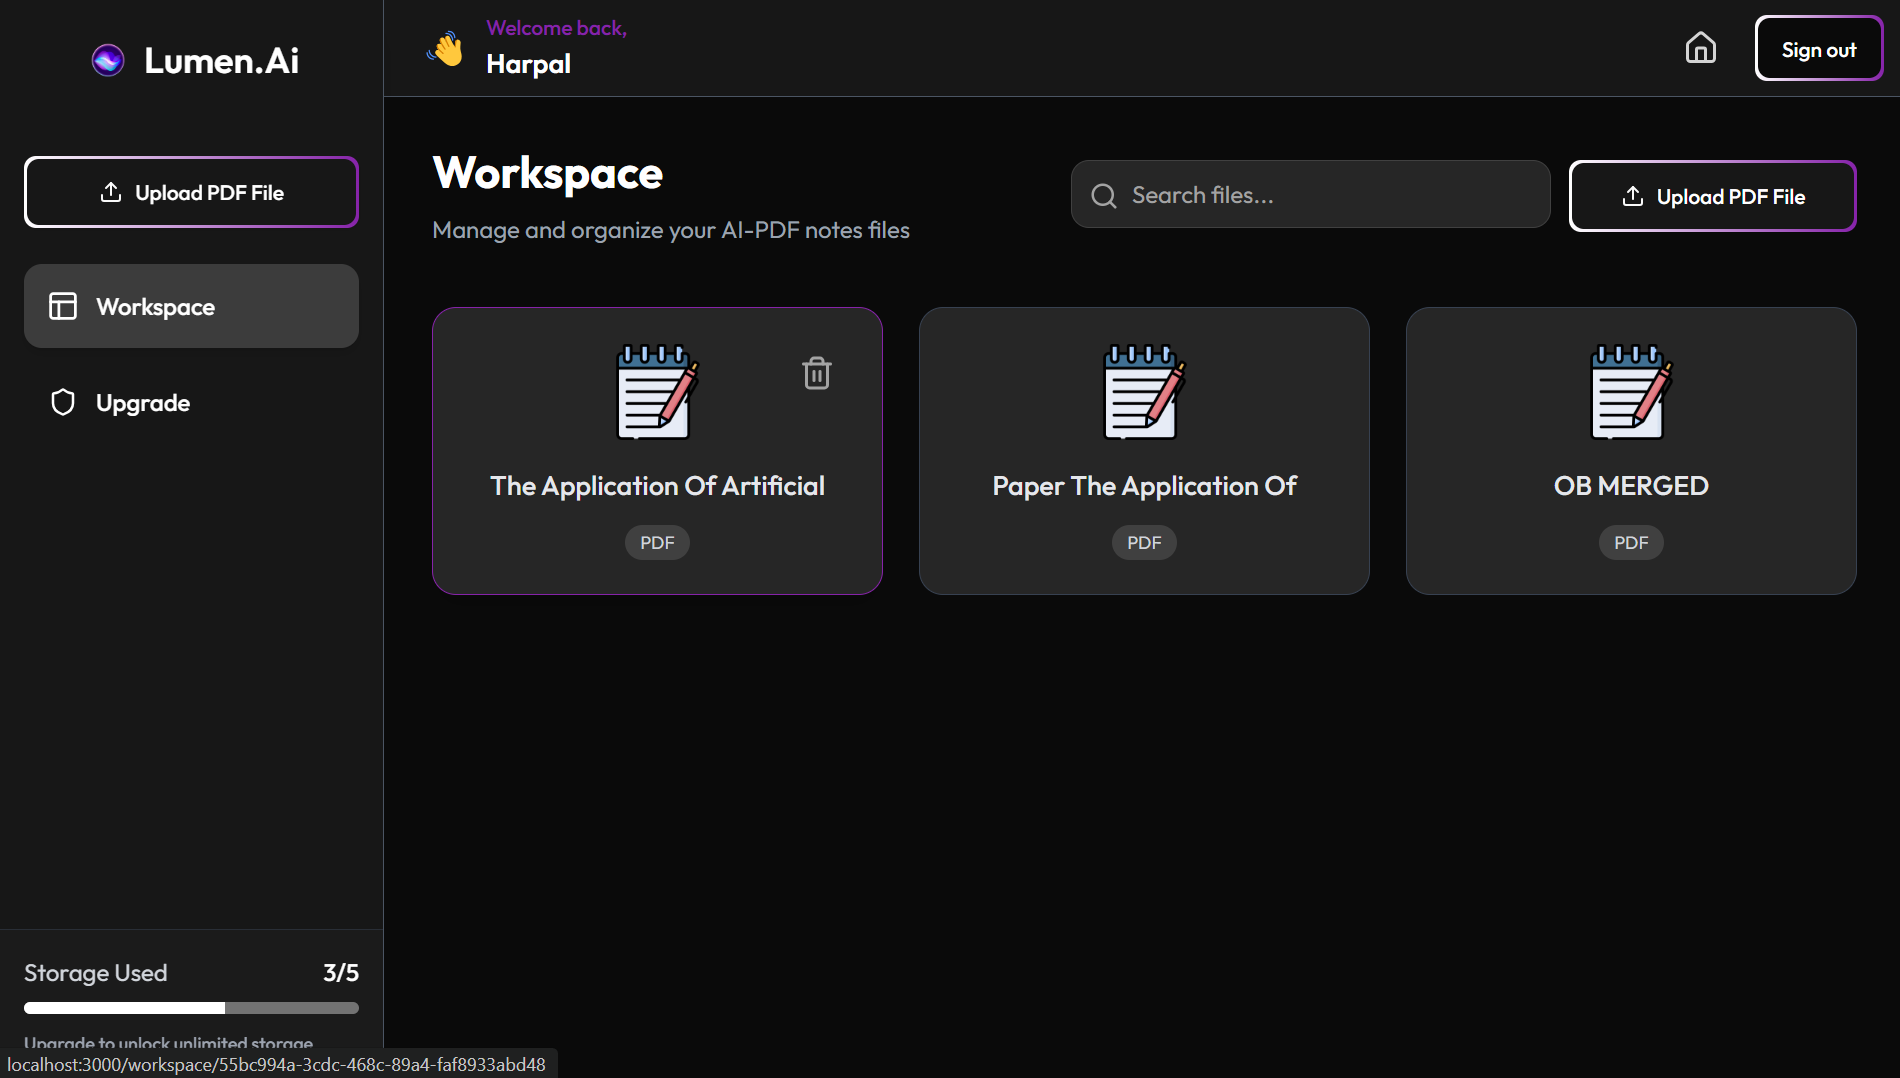 Lumen.Ai
Upload PDF File
Workspace
Upgrade
Storage Used
3/5
Upgrade to unlock unlimited storage
localhost:3000/workspace/55bc994a-3cdc-468c-89a4-faf8933abd48
Welcome back,
Harpal
Sign out
Workspace
Manage and organize your AI-PDF notes files
Search files...
Upload PDF File
The Application Of Artificial
PDF
Paper The Application Of
PDF
OB MERGED
PDF